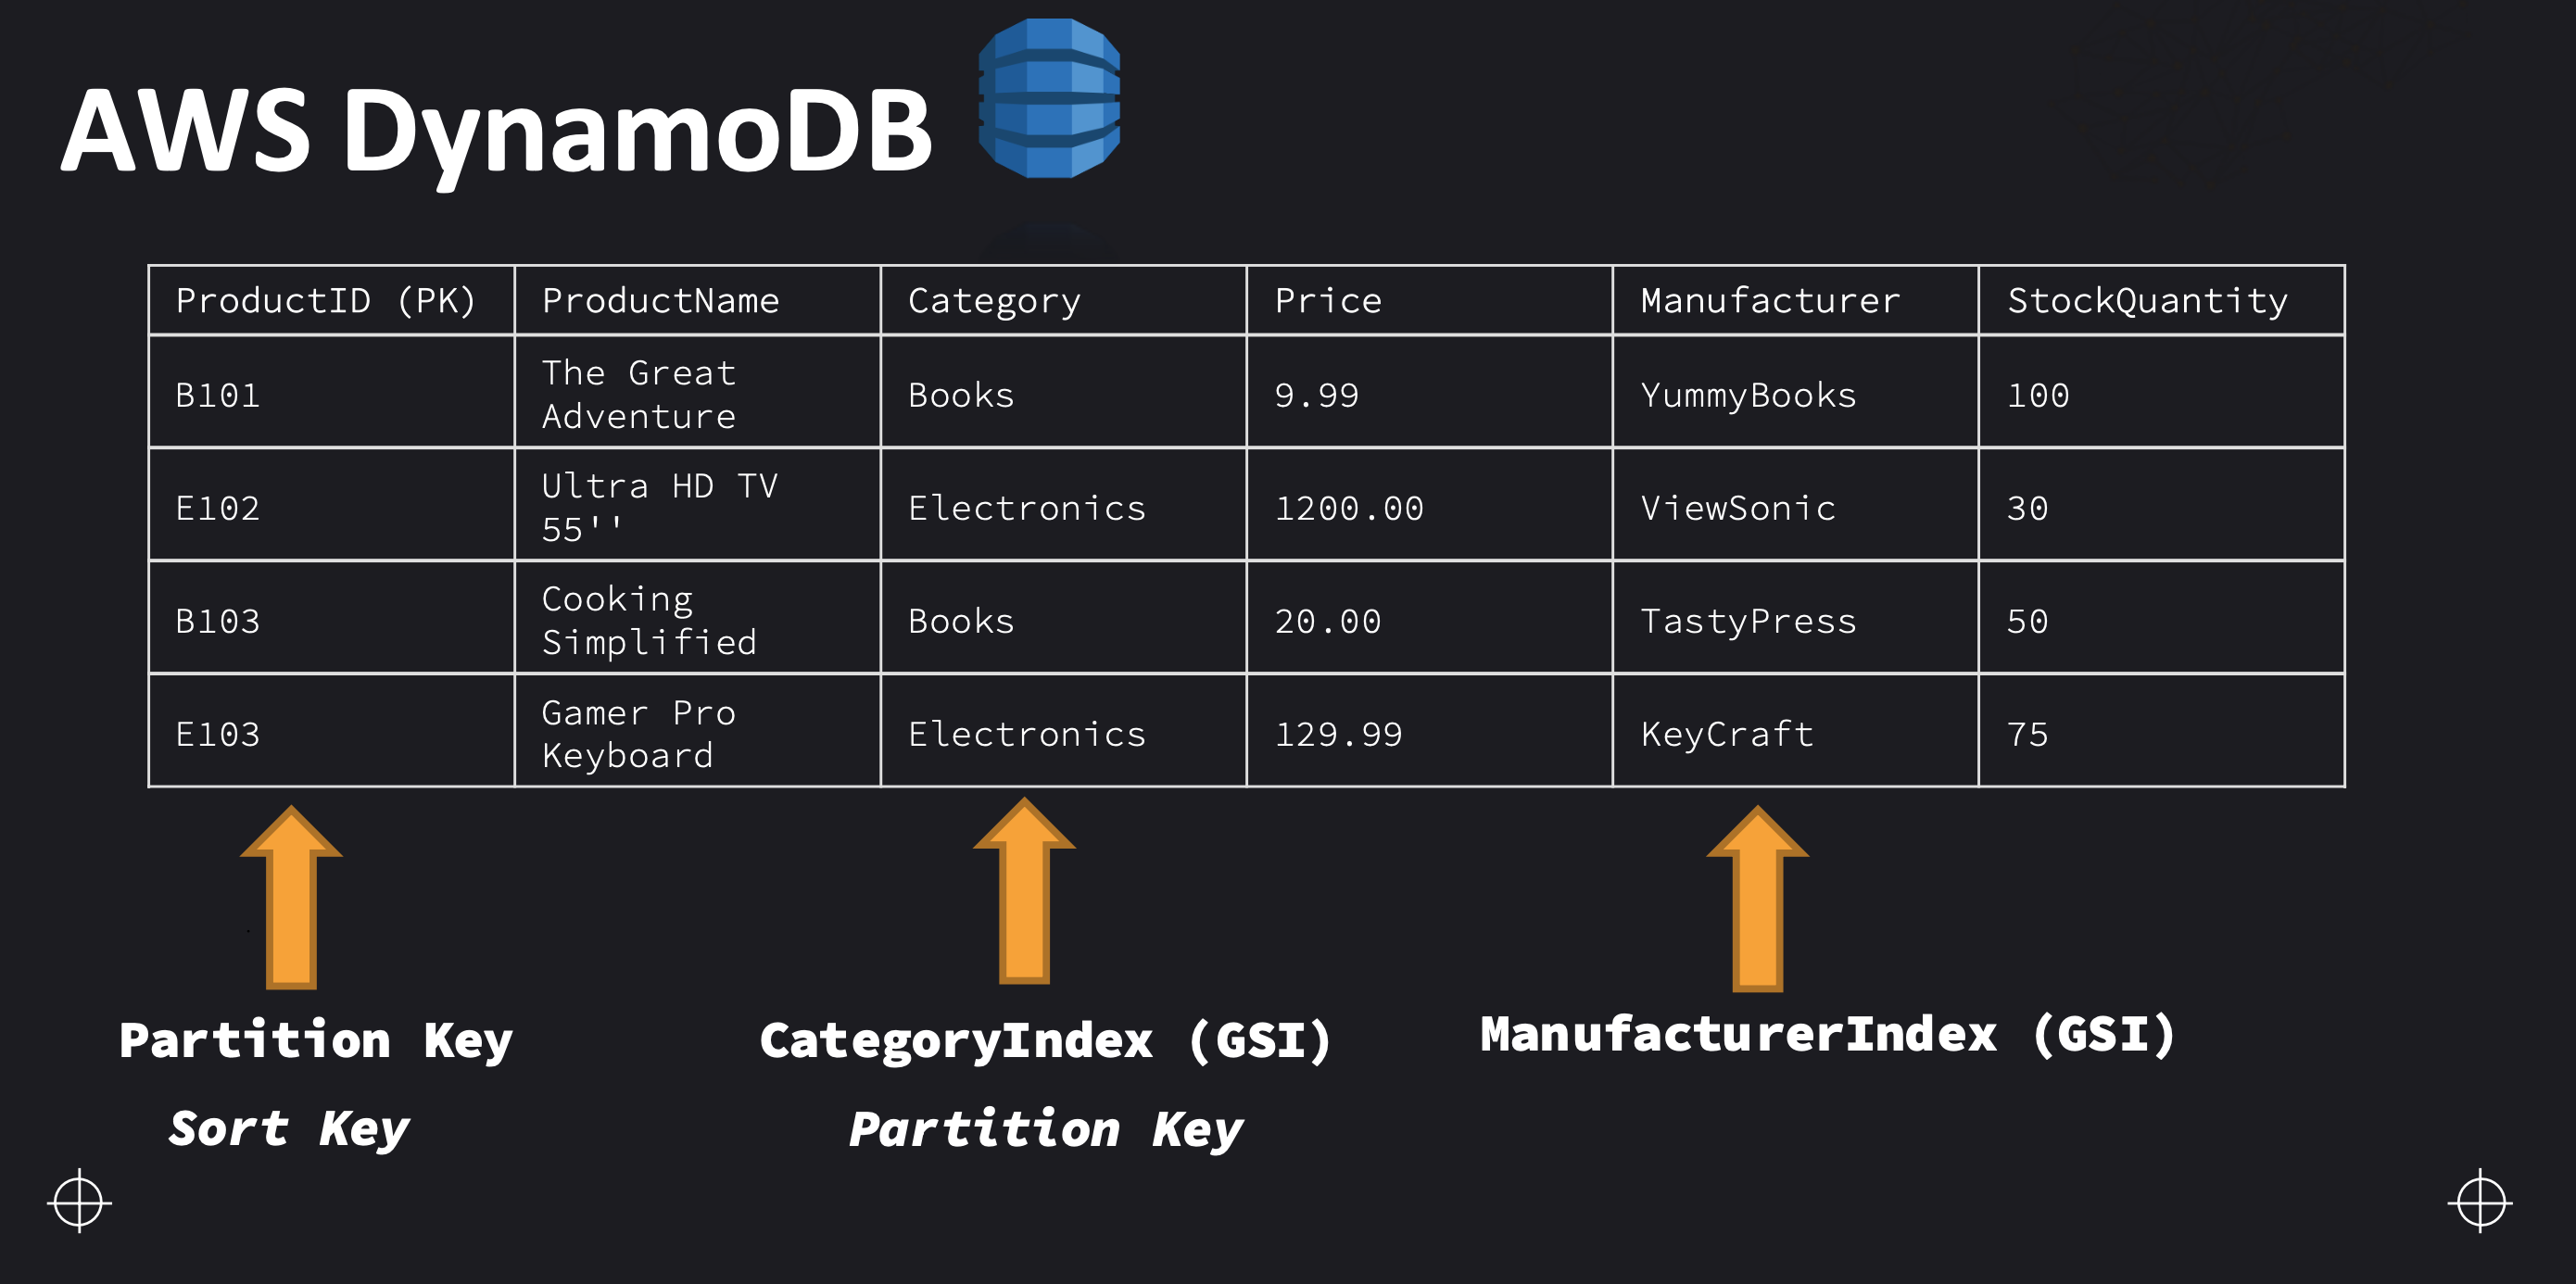 AWS DynamoDB
ProductID (PK) ProductName Category Price Manufacturer StockQuantity
B101 The Great Adventure Books 9.99 YummyBooks 100
E102 Ultra HD TV 55'' Electronics 1200.00 ViewSonic 30
B103 Cooking Simplified Books 20.00 TastyPress 50
E103 Gamer Pro Keyboard Electronics 129.99 KeyCraft 75
Partition Key CategoryIndex (GSI) ManufacturerIndex (GSI)
Sort Key Partition Key